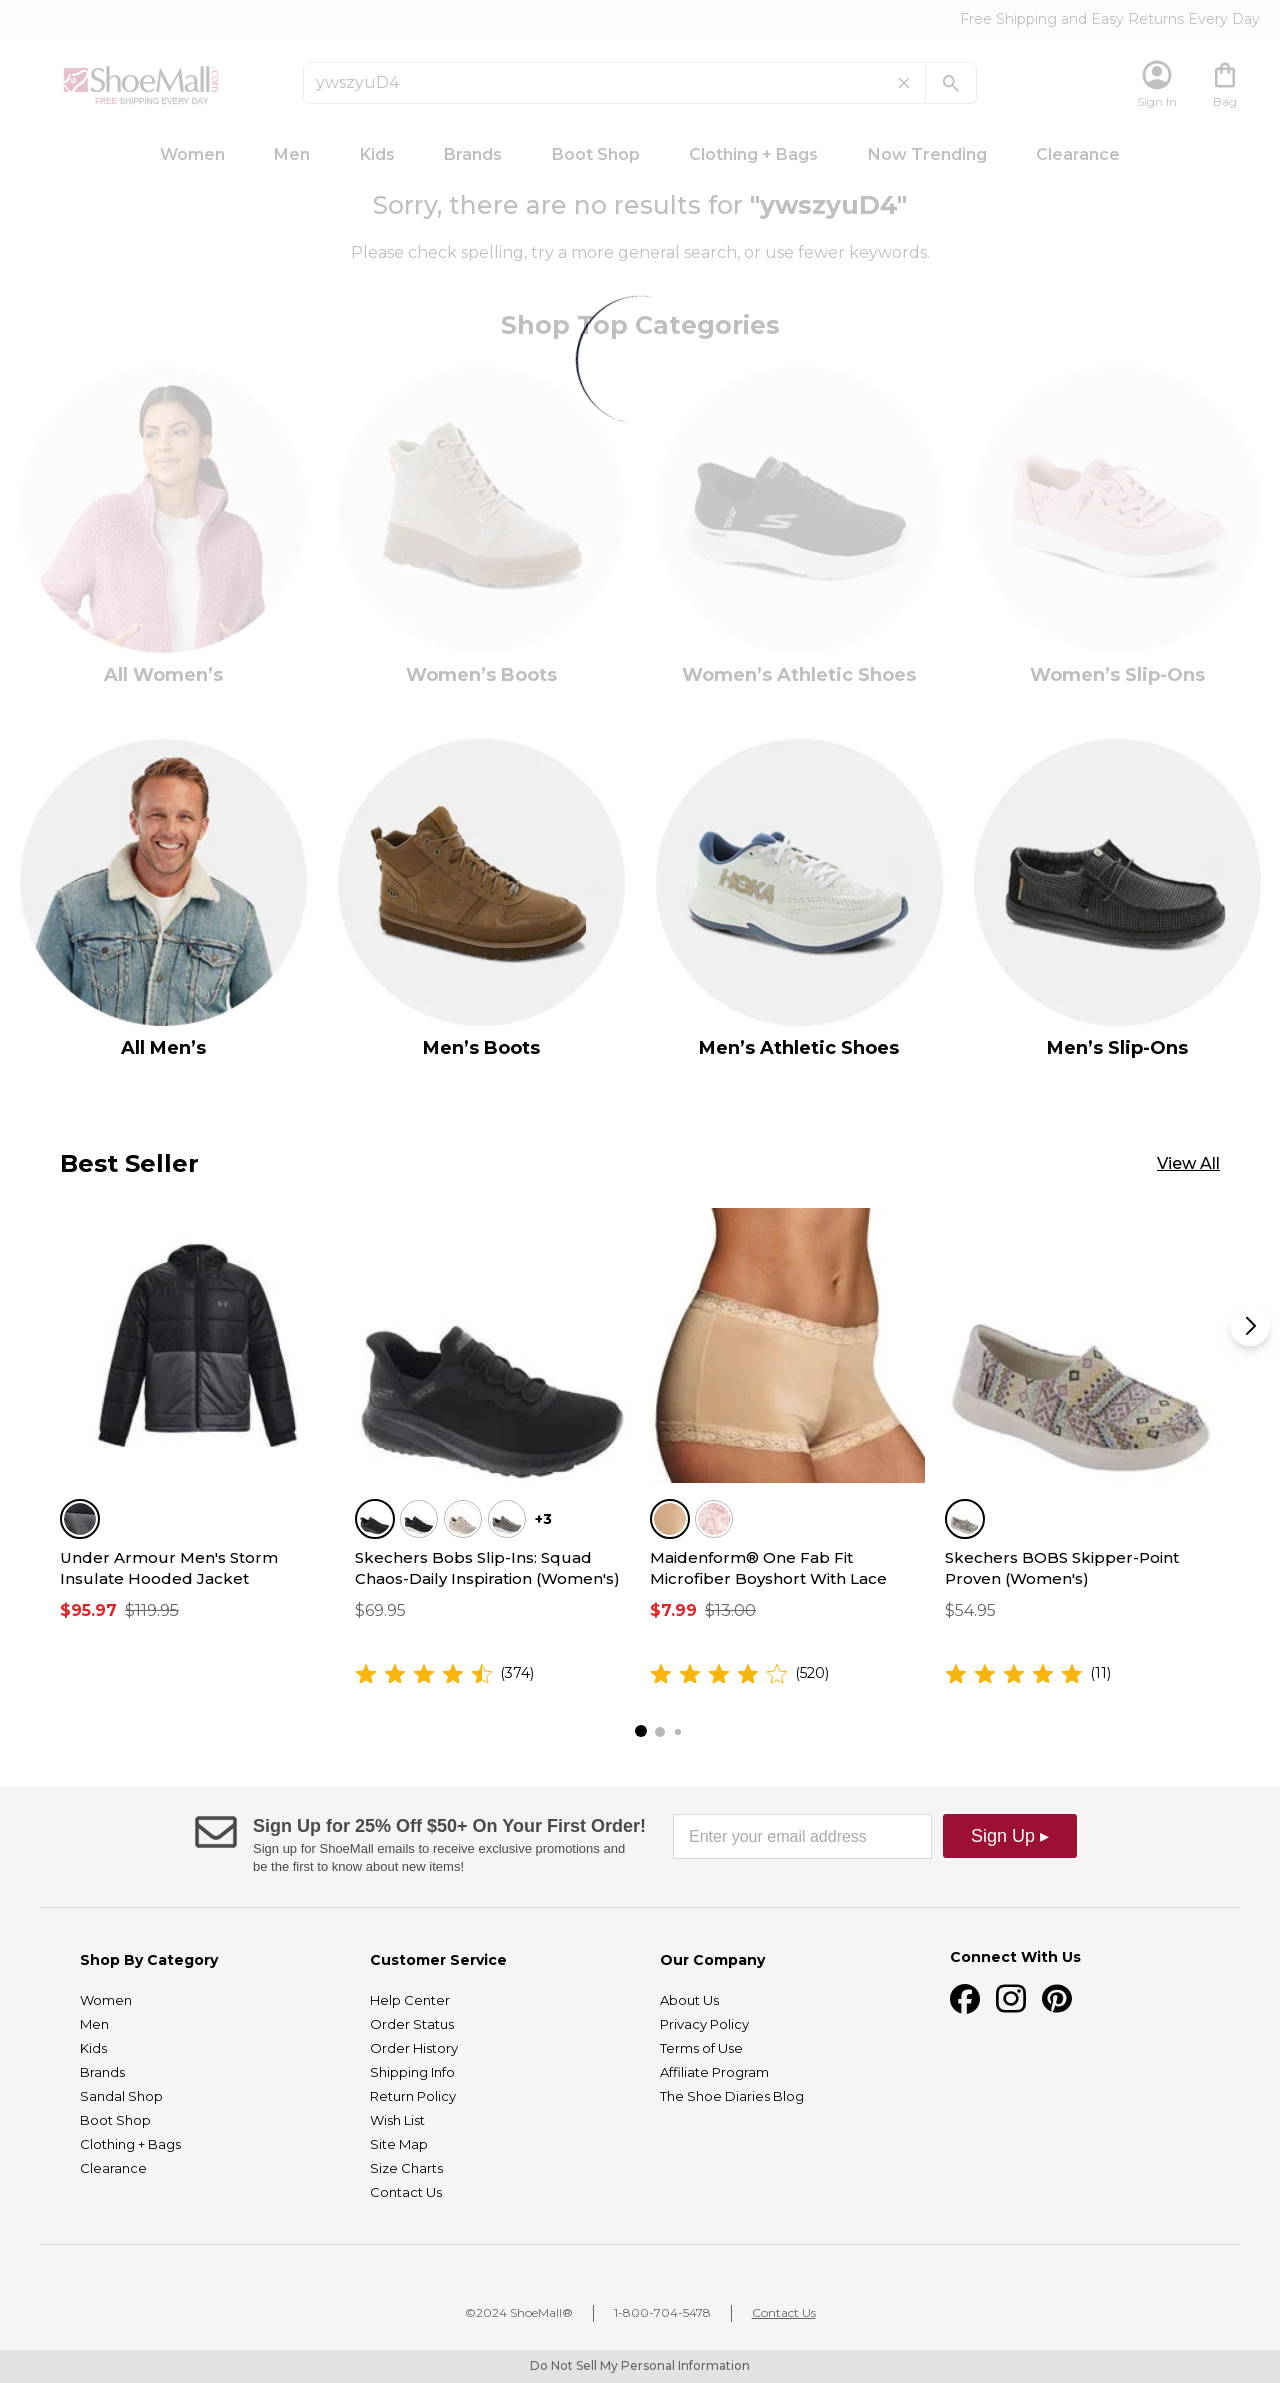 Free Shipping and Easy Returns Every Day
ShoeMall.com
FREE SHIPPING EVERY DAY
ywszyuD4
Sign In
Bag
Women Men Kids Brands Boot Shop Clothing + Bags Now Trending Clearance
Sorry, there are no results for "ywszyuD4"
Please check spelling, try a more general search, or use fewer keywords.
Shop Top Categories
All Women’s
Women’s Boots
Women’s Athletic Shoes
Women’s Slip-Ons
HOKA
All Men’s
Men’s Boots
Men’s Athletic Shoes
Men’s Slip-Ons
Best Seller
View All
+3
Under Armour Men's Storm
Insulate Hooded Jacket
$95.97 $119.95
Skechers Bobs Slip-Ins: Squad
Chaos-Daily Inspiration (Women's)
$69.95
(374)
Maidenform® One Fab Fit
Microfiber Boyshort With Lace
$7.99 $13.00
(520)
Skechers BOBS Skipper-Point
Proven (Women's)
$54.95
(11)
Sign Up for 25% Off $50+ On Your First Order!
Sign up for ShoeMall emails to receive exclusive promotions and
be the first to know about new items!
Enter your email address
Sign Up ▸
Shop By Category
Women
Men
Kids
Brands
Sandal Shop
Boot Shop
Clothing + Bags
Clearance
Customer Service
Help Center
Order Status
Order History
Shipping Info
Return Policy
Wish List
Site Map
Size Charts
Contact Us
Our Company
About Us
Privacy Policy
Terms of Use
Affiliate Program
The Shoe Diaries Blog
Connect With Us
©2024 ShoeMall®
1-800-704-5478
Contact Us
Do Not Sell My Personal Information